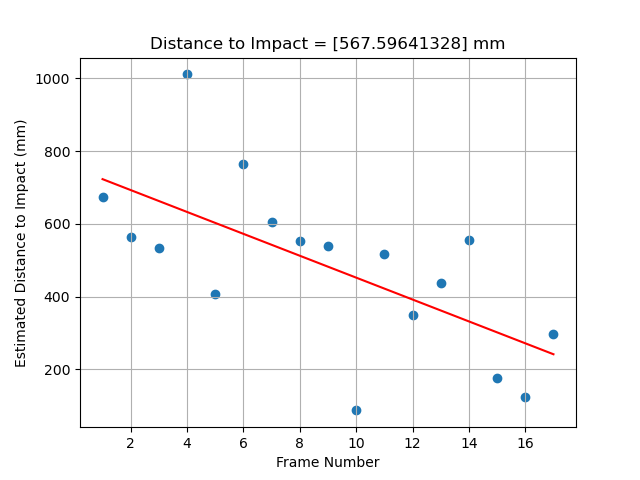 Distance to Impact = [567.59641328] mm
Estimated Distance to Impact (mm)
1000
800
600
400
200
2 4 6 8 10 12 14 16
Frame Number